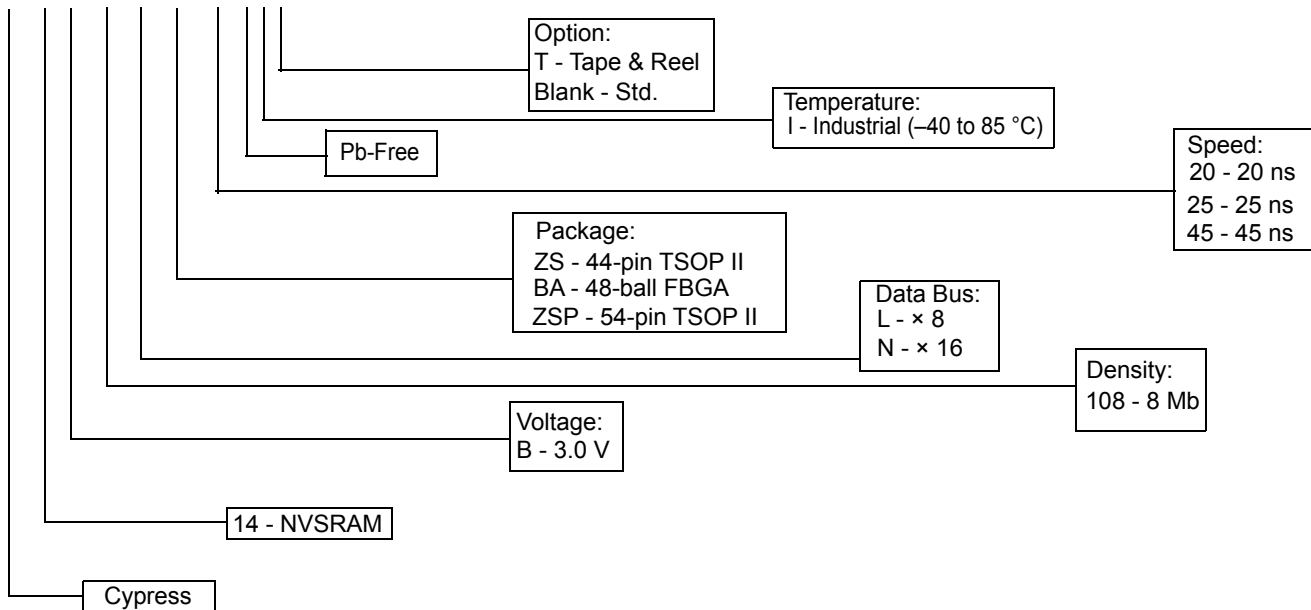 Option:
T - Tape & Reel
Blank - Std.
Temperature:
I - Industrial (–40 to 85 °C)
Pb-Free
Speed:
20 - 20 ns
25 - 25 ns
45 - 45 ns
Package:
ZS - 44-pin TSOP II
BA - 48-ball FBGA
ZSP - 54-pin TSOP II
Data Bus:
L - × 8
N - × 16
Density:
108 - 8 Mb
Voltage:
B - 3.0 V
14 - NVSRAM
Cypress